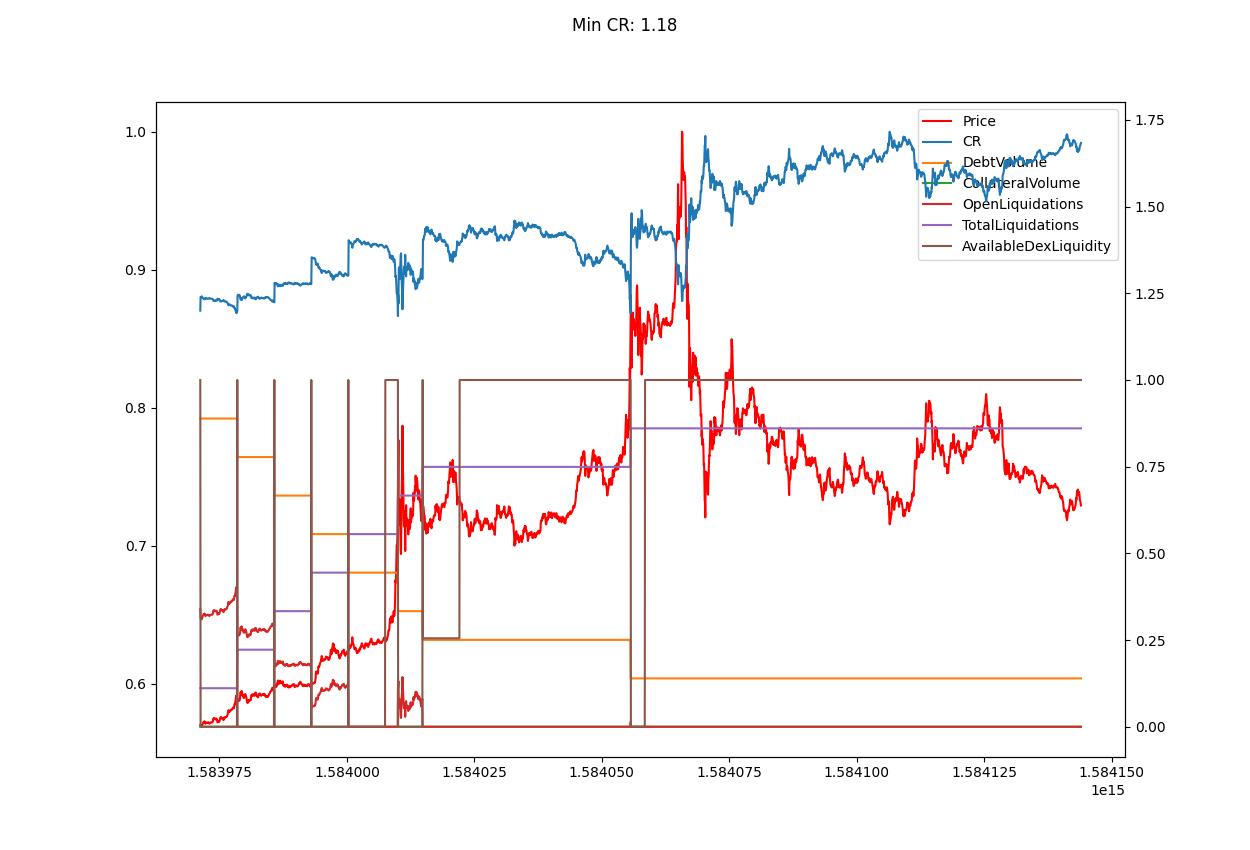 Min CR: 1.18
1.0
0.9
0.8
0.7
0.6
1.75
1.50
1.25
1.00
0.75
0.50
0.25
0.00
Price
CR
DebtVolume
CollateralVolume
OpenLiquidations
TotalLiquidations
AvailableDexLiquidity
1.583975 1.584000 1.584025 1.584050 1.584075 1.584100 1.584125 1.584150
1e15